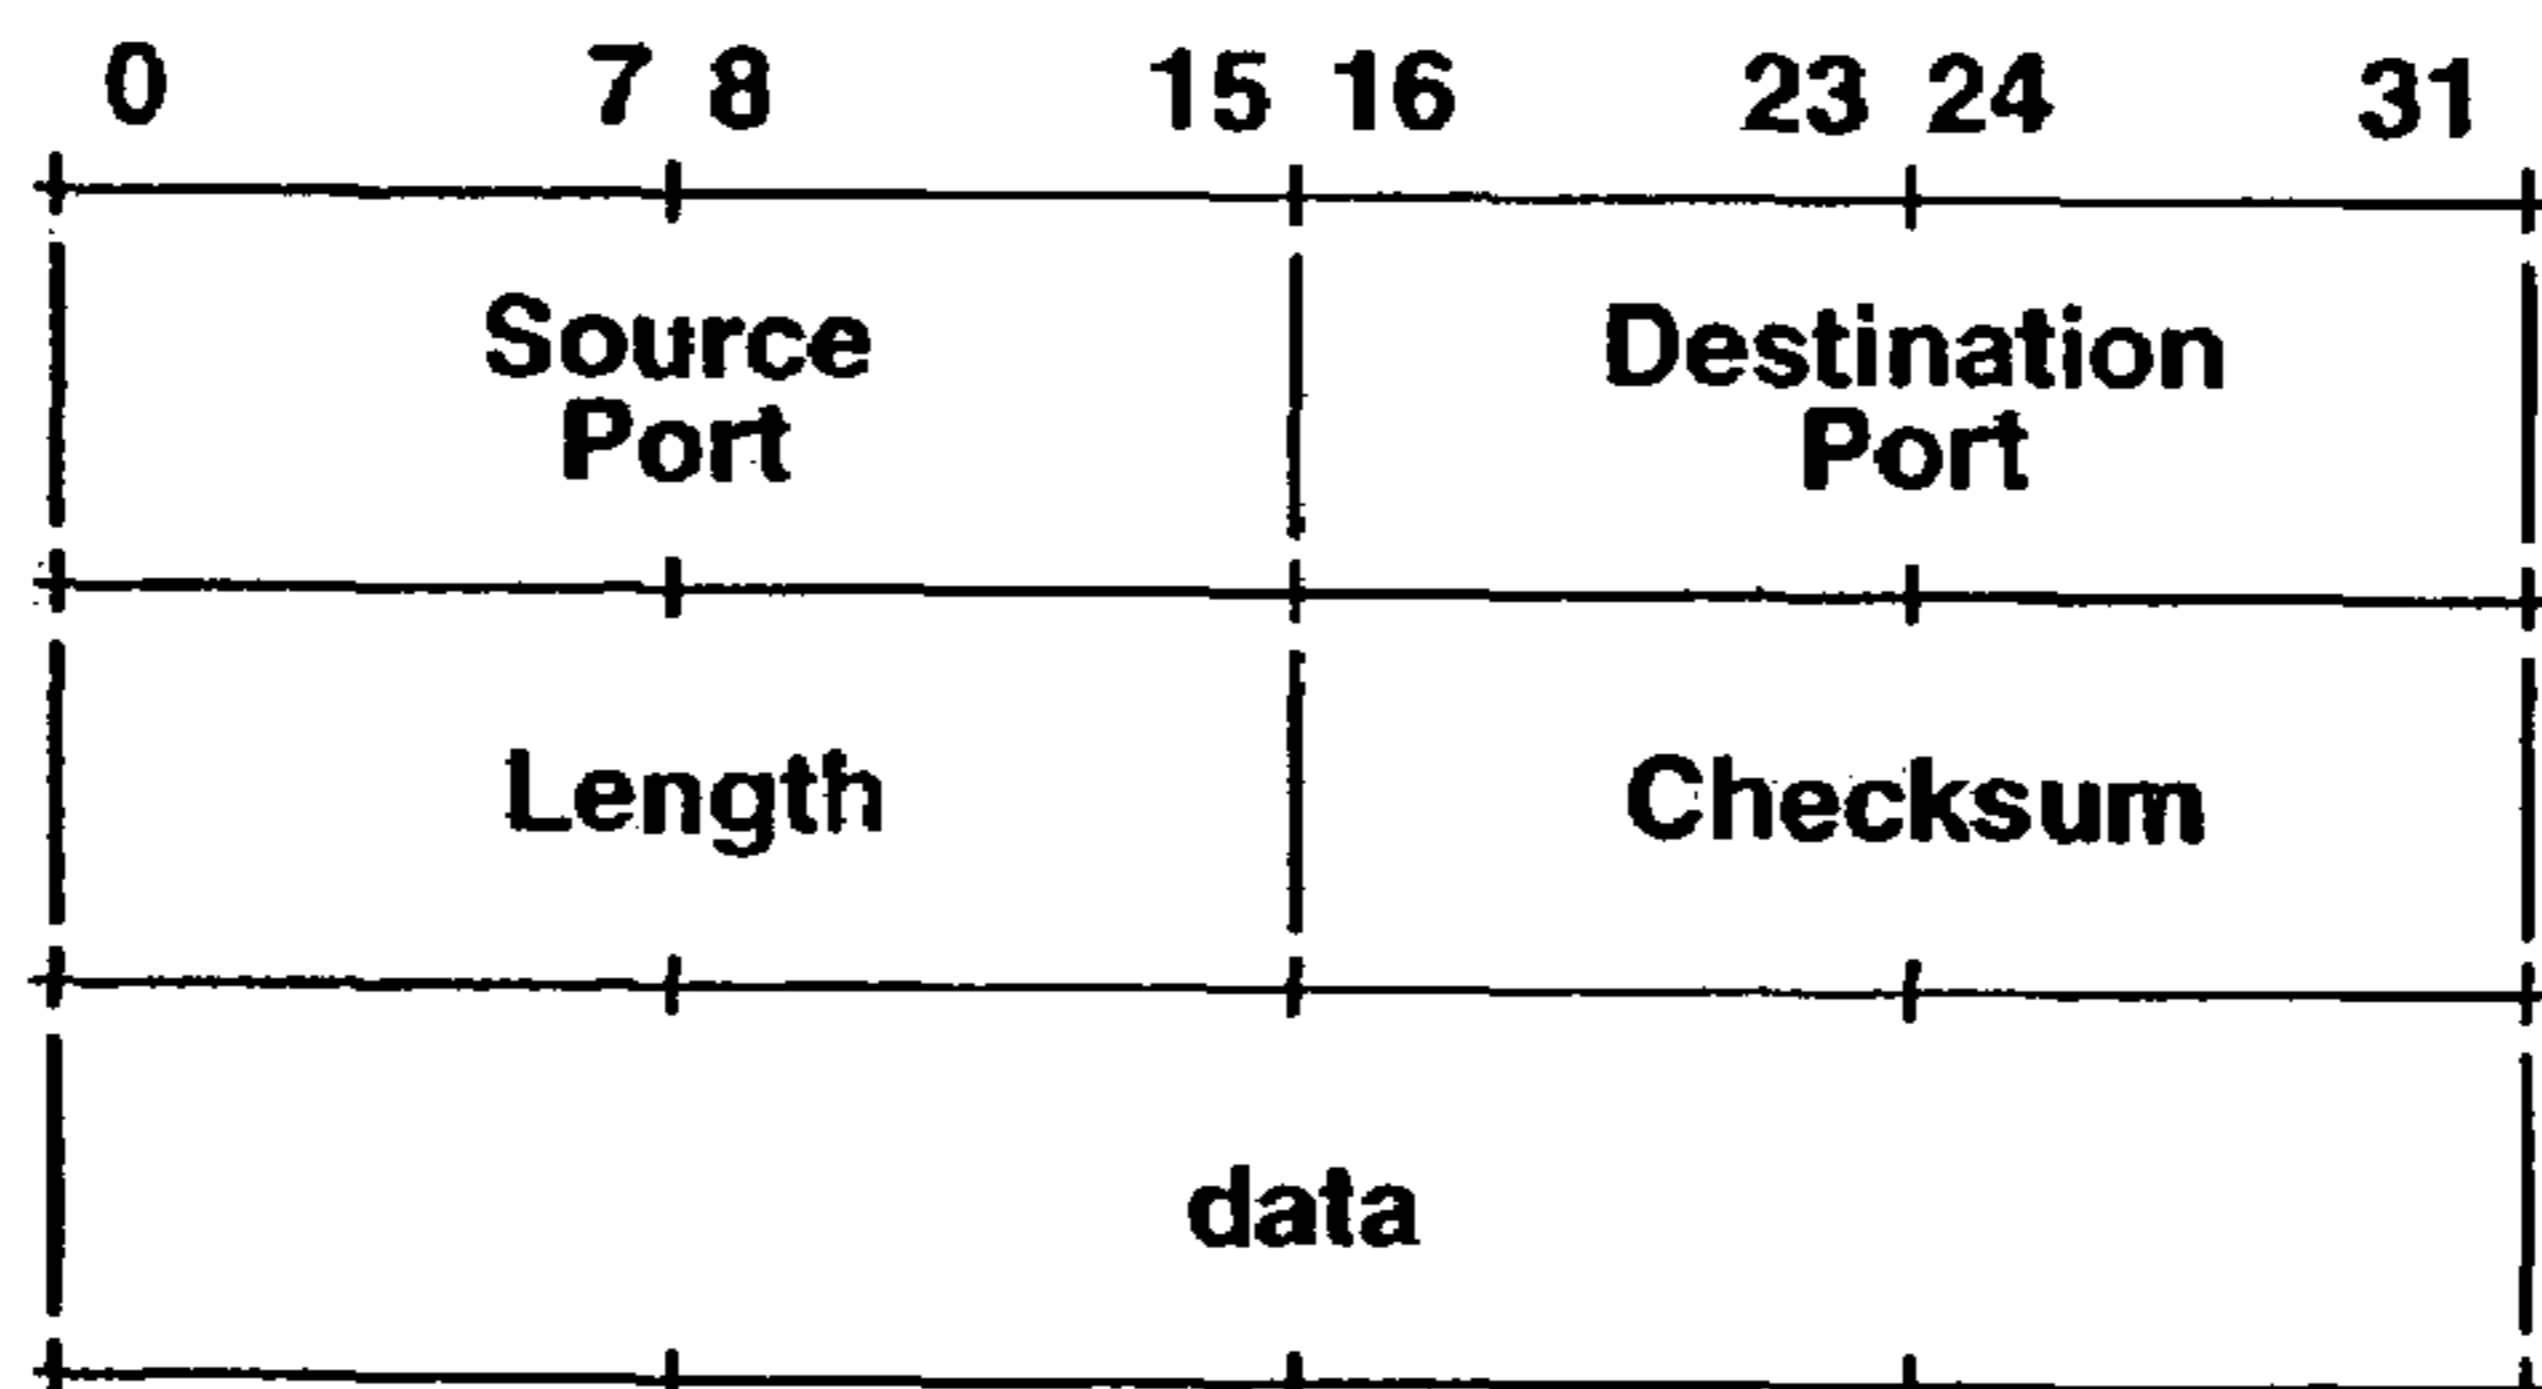 0 7 8 15 16 23 24 31
Source Destination
Port Port
Length Checksum
data